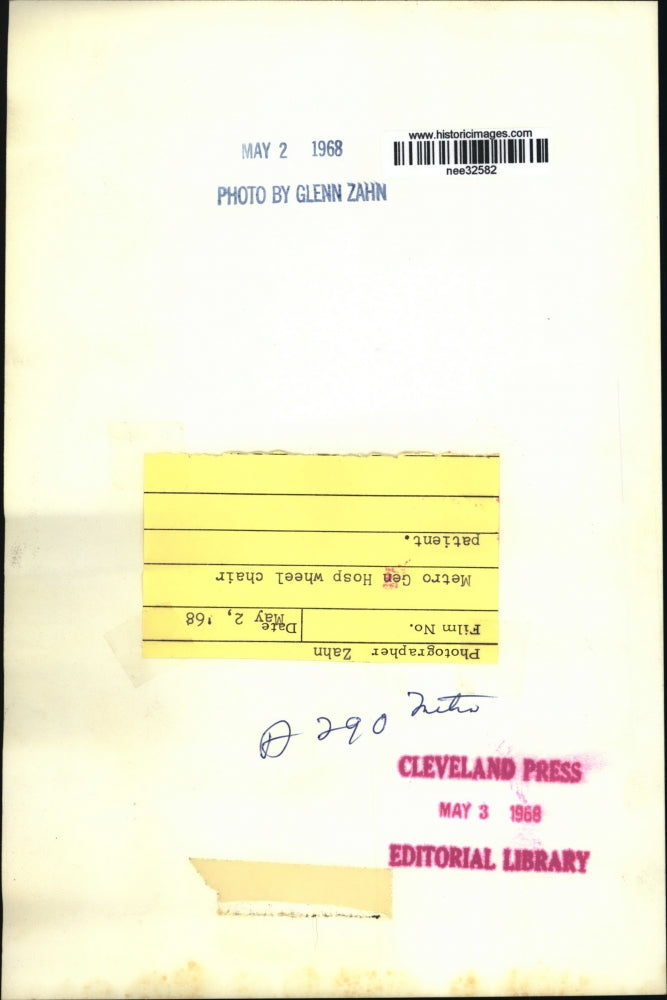 www.historicimages.com
nee32582
MAY 2 1968
PHOTO BY GLENN ZAHN
Photographer Zahn
Film No. Date May 2, '68
Metro Gen Hosp wheel chair
patient.
290 Metro
CLEVELAND PRESS
MAY 3 1968
EDITORIAL LIBRARY